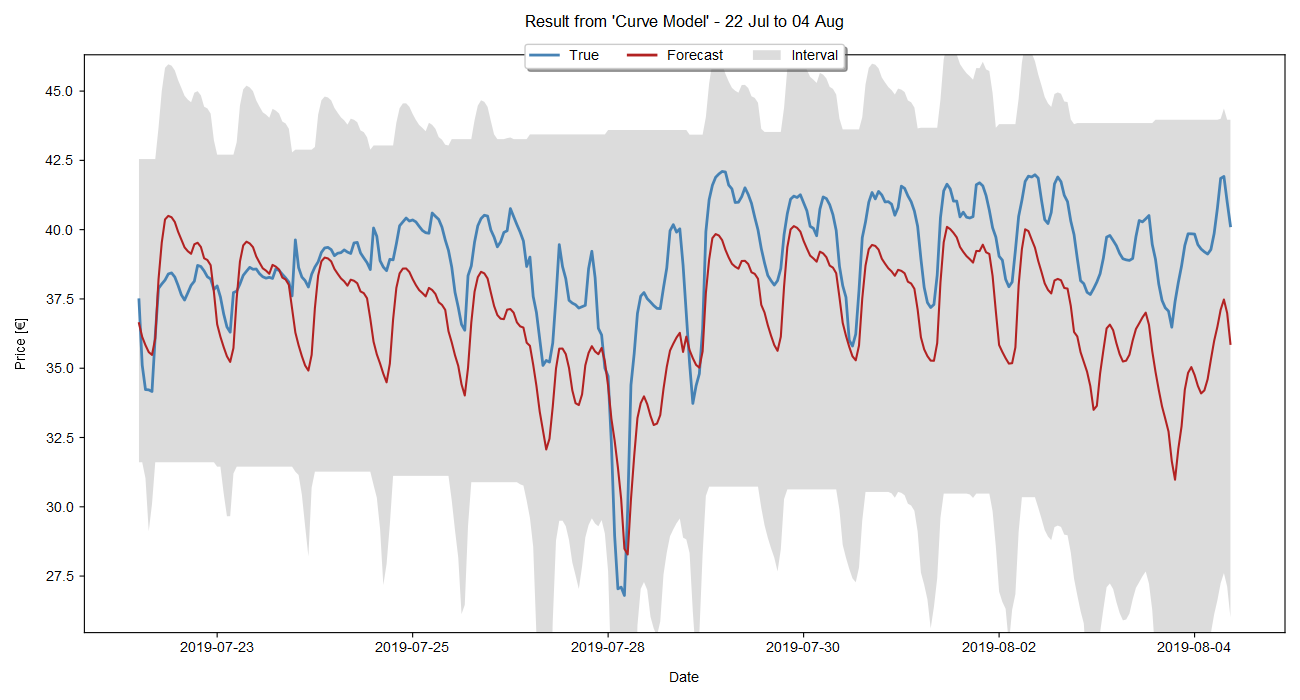 Result from 'Curve Model' - 22 Jul to 04 Aug
True Forecast Interval
45.0
42.5
40.0
37.5
35.0
32.5
30.0
27.5
Price [€]
2019-07-23 2019-07-25 2019-07-28 2019-07-30 2019-08-02 2019-08-04
Date